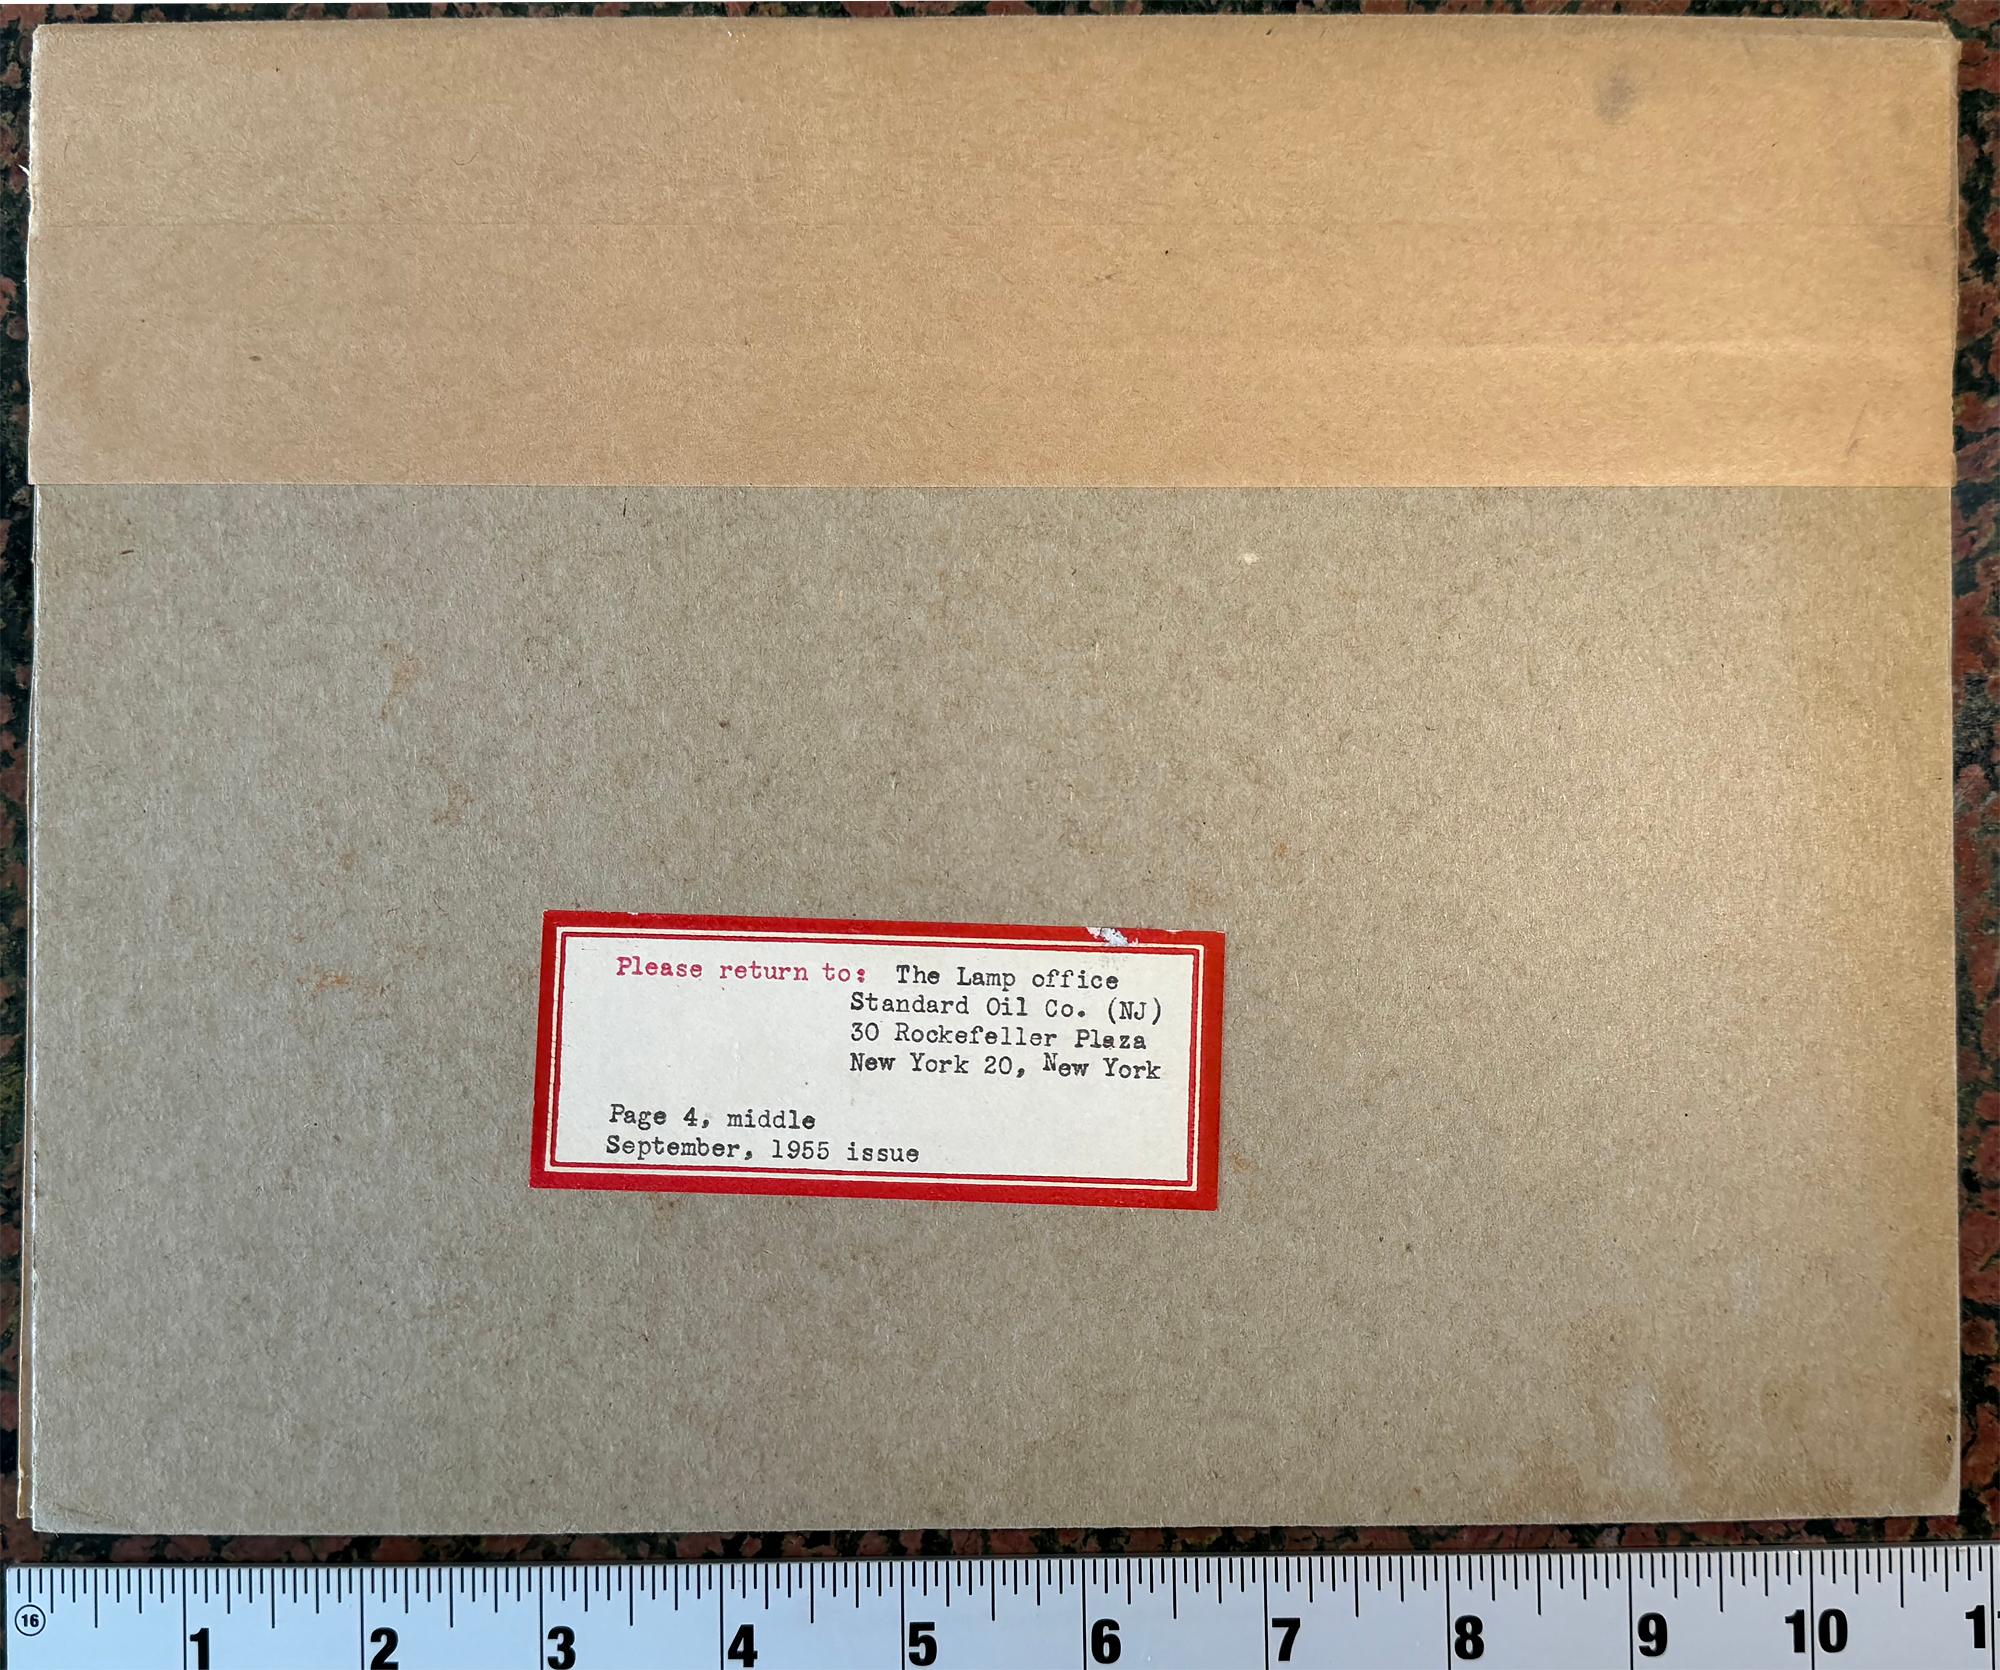 Please return to: The Lamp office
Standard Oil Co. (NJ)
30 Rockefeller Plaza
New York 20, New York
Page 4, middle
September, 1955 issue
16 1 2 3 4 5 6 7 8 9 10 1